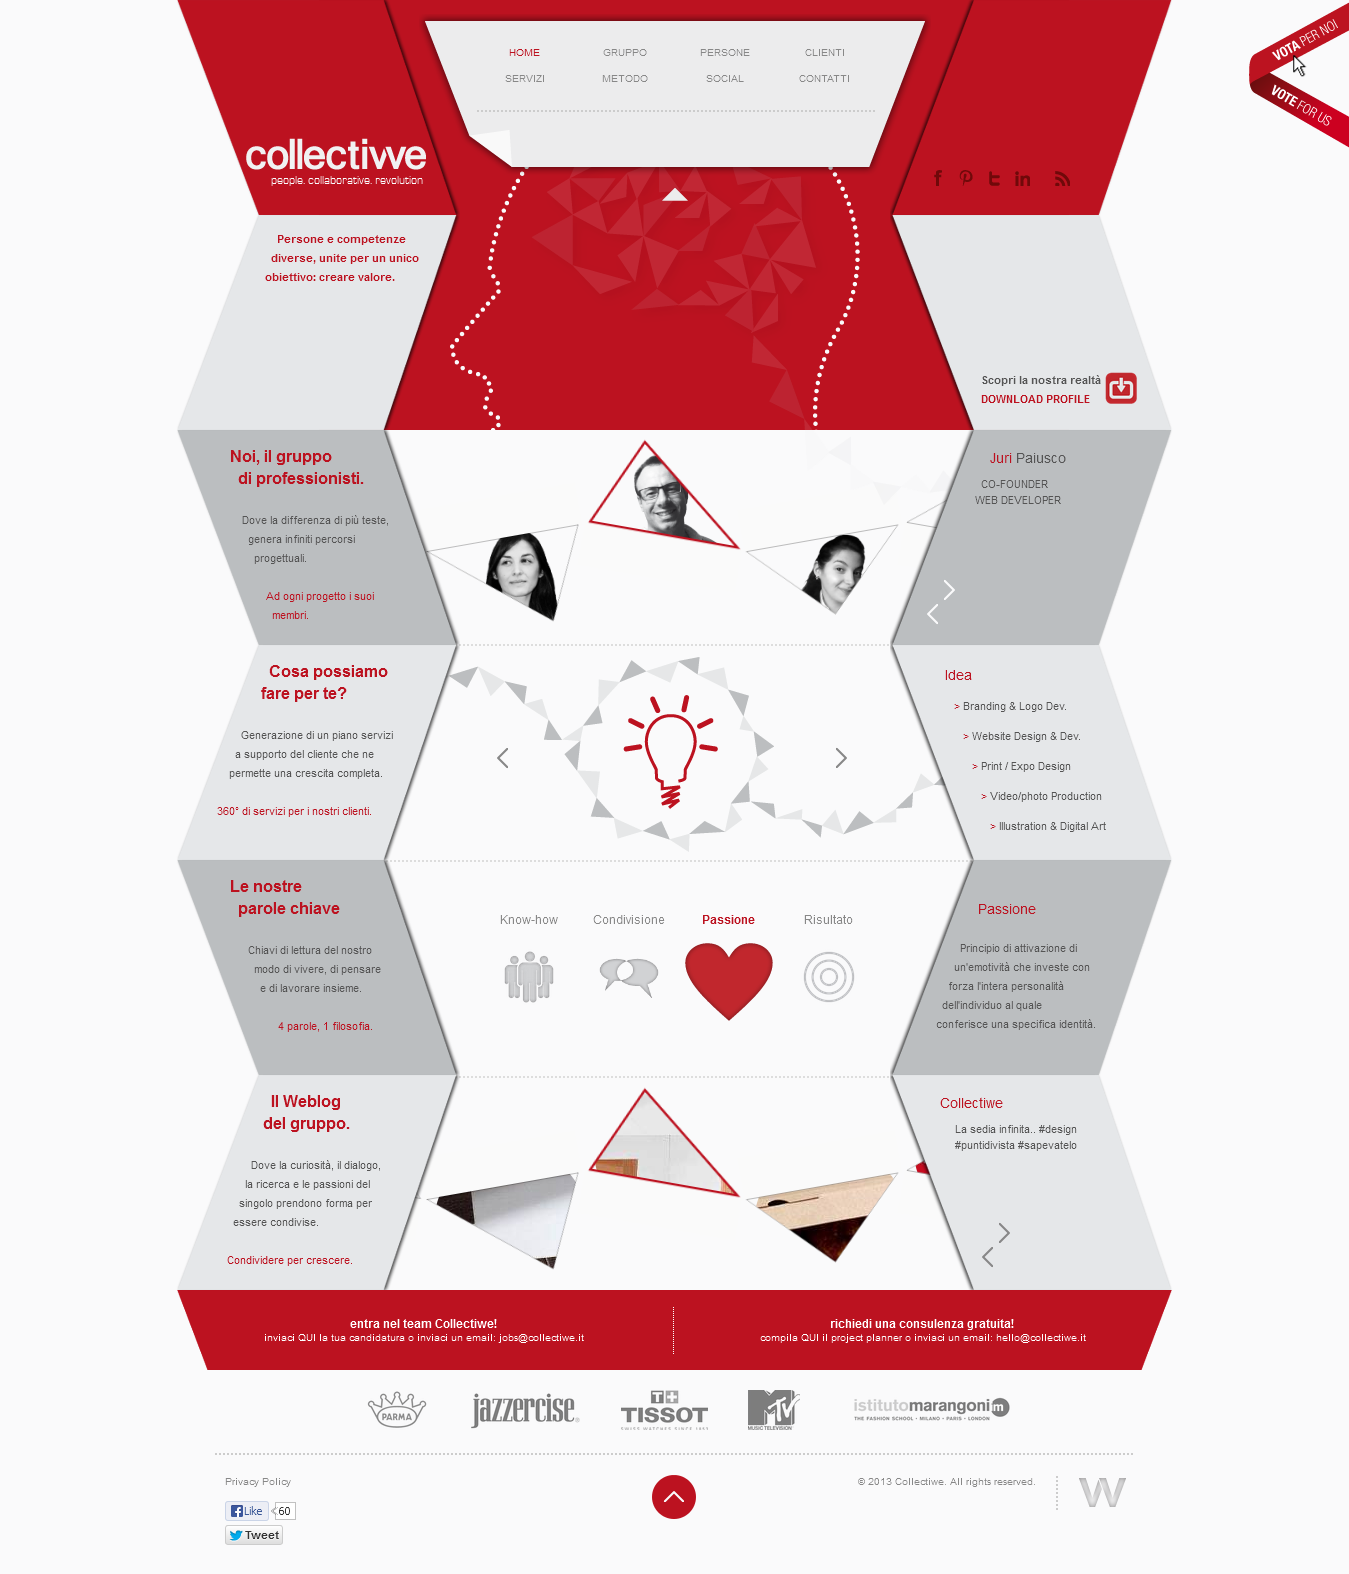 HOME GRUPPO PERSONE CLIENTI
SERVIZI METODO SOCIAL CONTATTI
VOTA PER NOI
VOTE FOR US
collectivve
people. collaborative. revolution
Persone e competenze
diverse, unite per un unico
obiettivo: creare valore.
Scopri la nostra realtà
DOWNLOAD PROFILE
Noi, il gruppo
di professionisti.
Dove la differenza di più teste,
genera infiniti percorsi
progettuali.
Ad ogni progetto i suoi
membri.
Juri Paiusco
CO-FOUNDER
WEB DEVELOPER
Cosa possiamo
fare per te?
Generazione di un piano servizi
a supporto del cliente che ne
permette una crescita completa.
360° di servizi per i nostri clienti.
Idea
> Branding & Logo Dev.
> Website Design & Dev.
> Print / Expo Design
> Video/photo Production
> Illustration & Digital Art
Le nostre
parole chiave
Chiavi di lettura del nostro
modo di vivere, di pensare
e di lavorare insieme.
4 parole, 1 filosofia.
Know-how Condivisione Passione Risultato
Passione
Principio di attivazione di
un'emotività che investe con
forza l'intera personalità
dell'individuo al quale
conferisce una specifica identità.
Il Weblog
del gruppo.
Dove la curiosità, il dialogo,
la ricerca e le passioni del
singolo prendono forma per
essere condivise.
Condividere per crescere.
Collectiwe
La sedia infinita.. #design
#puntidivista #sapevatelo
entra nel team Collectiwe!
inviaci QUI la tua candidatura o inviaci un email: jobs@collectiwe.it
richiedi una consulenza gratuita!
compila QUI il project planner o inviaci un email: hello@collectiwe.it
PARMA
jazzercise
T+
TISSOT
SWISS WATCHES SINCE 1853
MTV
MUSIC TELEVISION
istitutomarangoni m
THE FASHION SCHOOL · MILANO · PARIS · LONDON
Privacy Policy
© 2013 Collectiwe. All rights reserved.
W
Like 60
Tweet